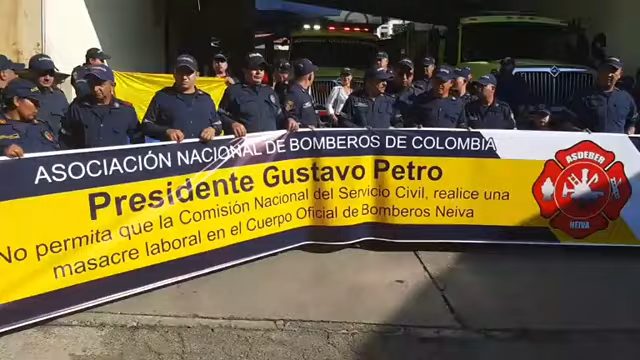 ASOCIACIÓN NACIONAL DE BOMBEROS DE COLOMBIA
Presidente Gustavo Petro
No permita que la Comisión Nacional del Servicio Civil, realice una
masacre laboral en el Cuerpo Oficial de Bomberos Neiva
ASDEBER
NEIVA